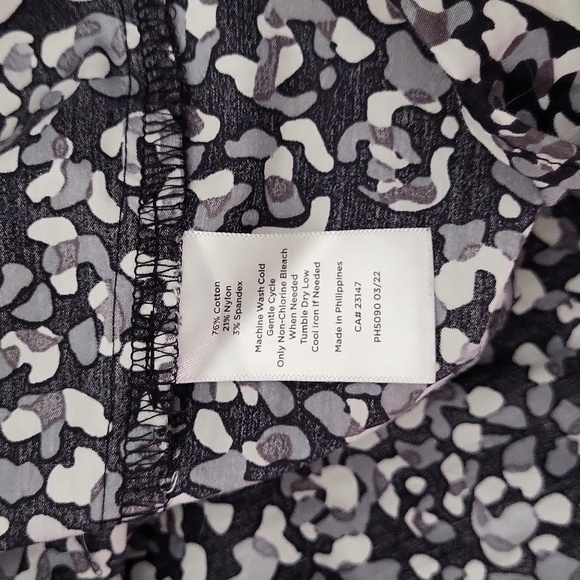 76% Cotton
21% Nylon
3% Spandex
Machine Wash Cold
Gentle Cycle
Only Non-Chlorine Bleach
When Needed
Tumble Dry Low
Cool Iron If Needed
Made In Philippines
CA# 23147
PH5090 03/22